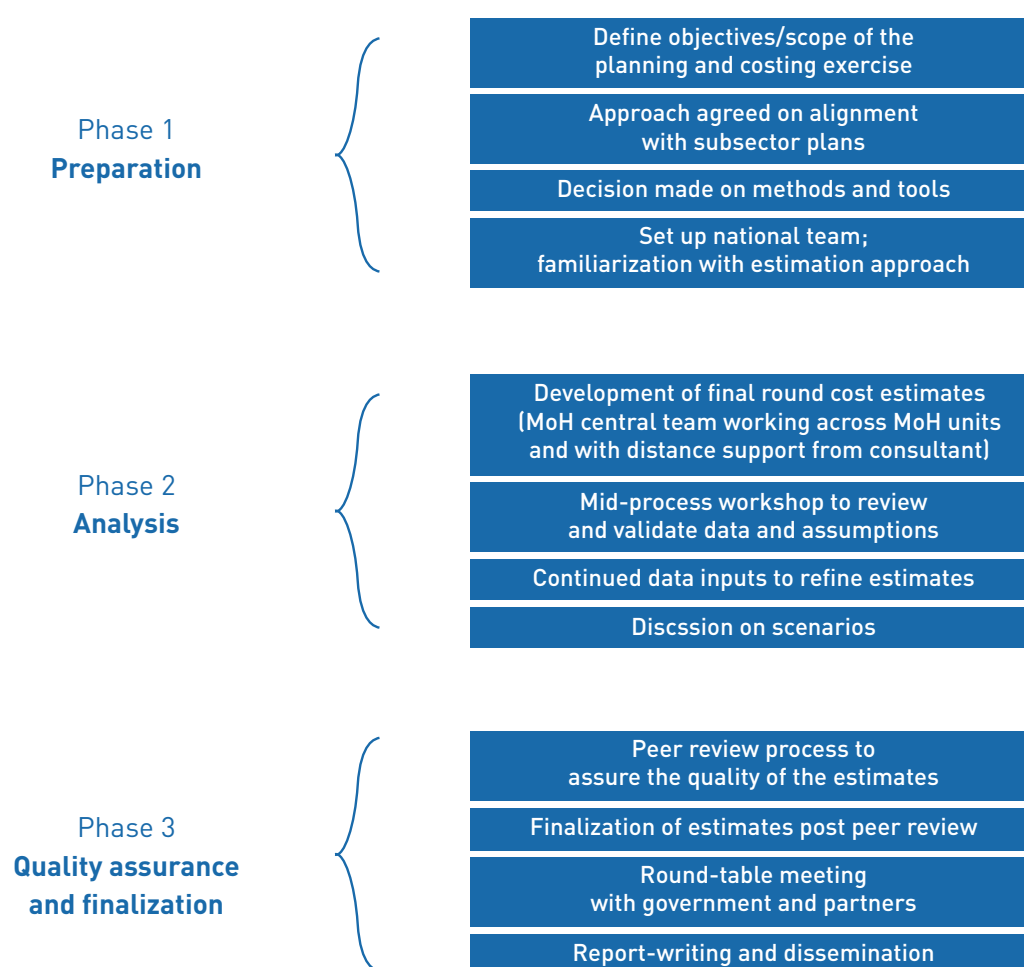 Phase 1
Preparation
Define objectives/scope of the
planning and costing exercise
Approach agreed on alignment
with subsector plans
Decision made on methods and tools
Set up national team;
familiarization with estimation approach
Phase 2
Analysis
Development of final round cost estimates
(MoH central team working across MoH units
and with distance support from consultant)
Mid-process workshop to review
and validate data and assumptions
Continued data inputs to refine estimates
Discssion on scenarios
Phase 3
Quality assurance
and finalization
Peer review process to
assure the quality of the estimates
Finalization of estimates post peer review
Round-table meeting
with government and partners
Report-writing and dissemination